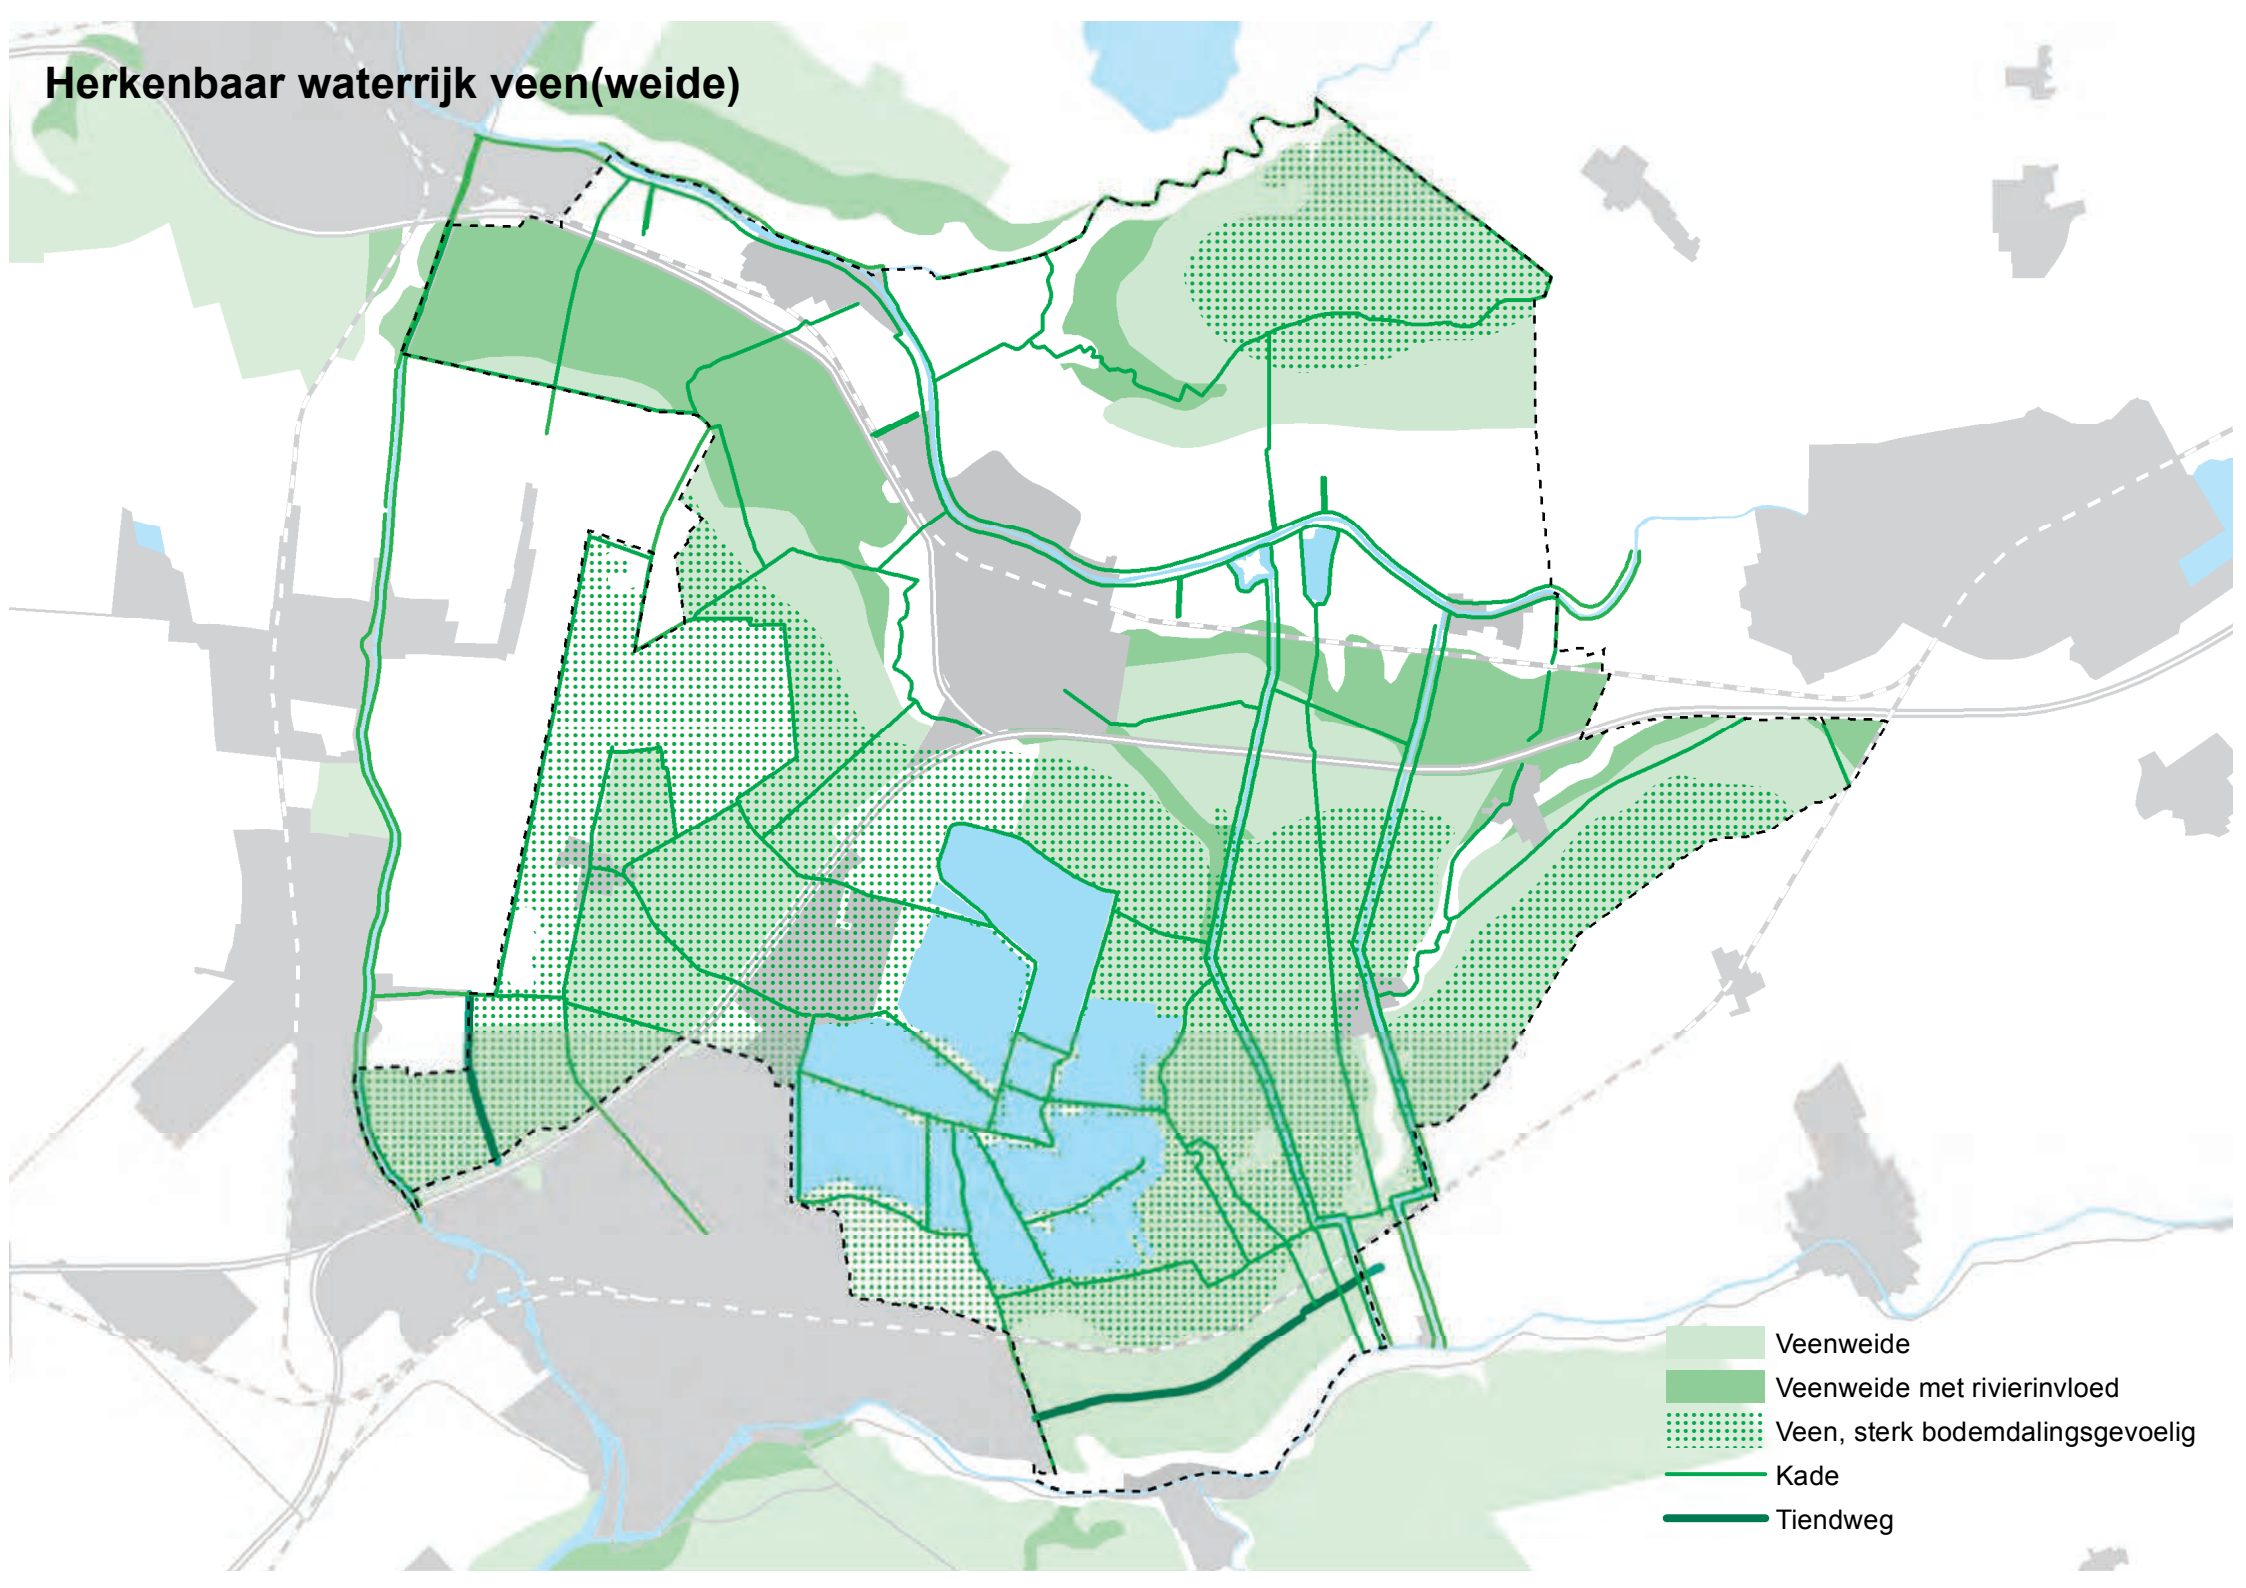 Herkenbaar waterrijk veen(weide)
Veenweide
Veenweide met rivierinvloed
Veen, sterk bodemdalingsgevoelig
Kade
Tiendweg